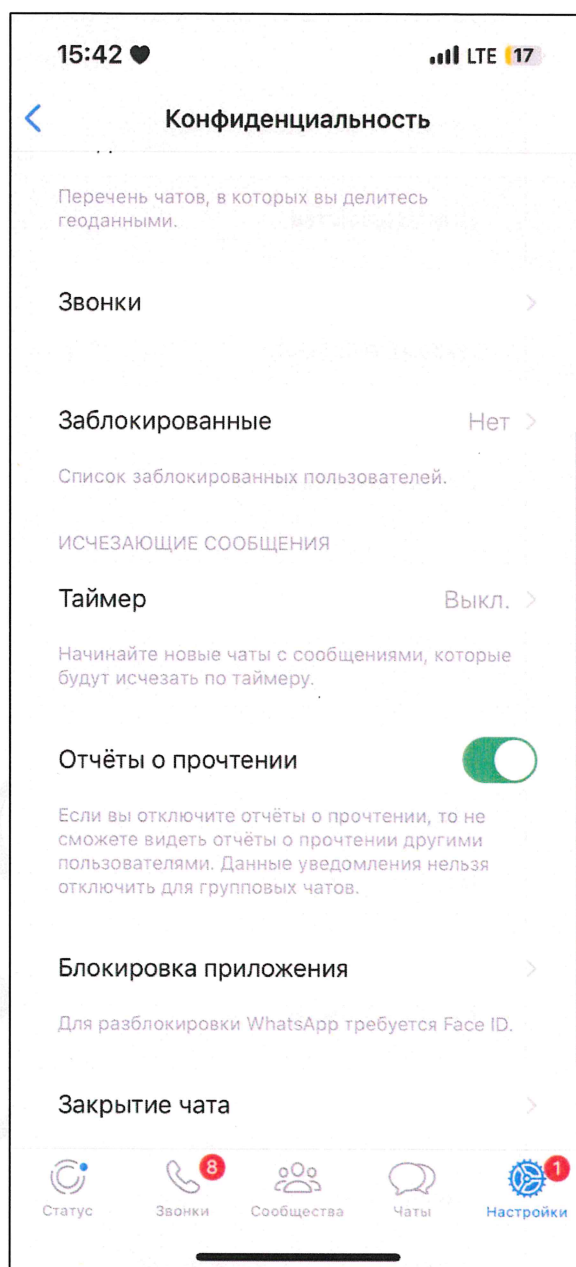 15:42
LTE 17
Конфиденциальность
Перечень чатов, в которых вы делитесь
геоданными.
Звонки
Заблокированные Нет
Список заблокированных пользователей.
ИСЧЕЗАЮЩИЕ СООБЩЕНИЯ
Таймер Выкл.
Начинайте новые чаты с сообщениями, которые
будут исчезать по таймеру.
Отчёты о прочтении
Если вы отключите отчёты о прочтении, то не
сможете видеть отчёты о прочтении другими
пользователями. Данные уведомления нельзя
отключить для групповых чатов.
Блокировка приложения
Для разблокировки WhatsApp требуется Face ID.
Закрытие чата
8
1
Статус Звонки Сообщества Чаты Настройки